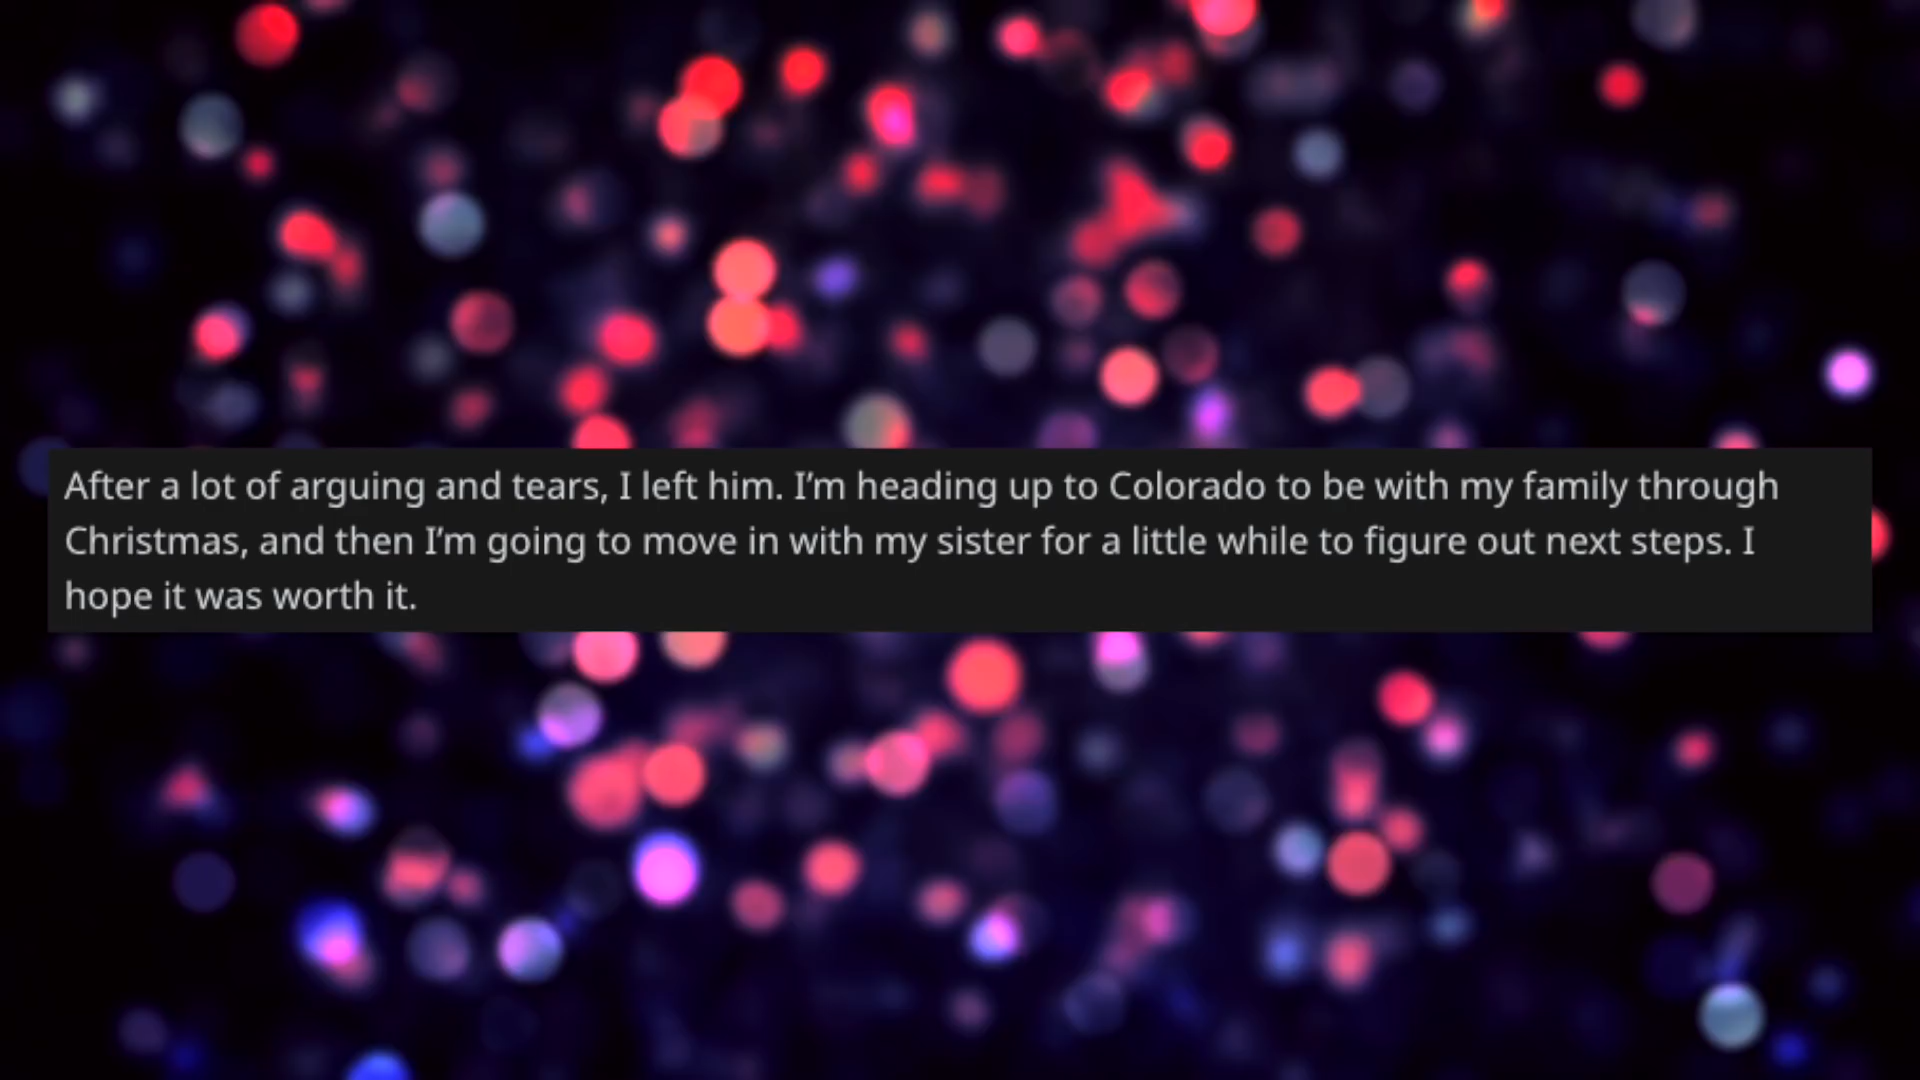 After a lot of arguing and tears, I left him. I’m heading up to Colorado to be with my family through
Christmas, and then I’m going to move in with my sister for a little while to figure out next steps. I
hope it was worth it.